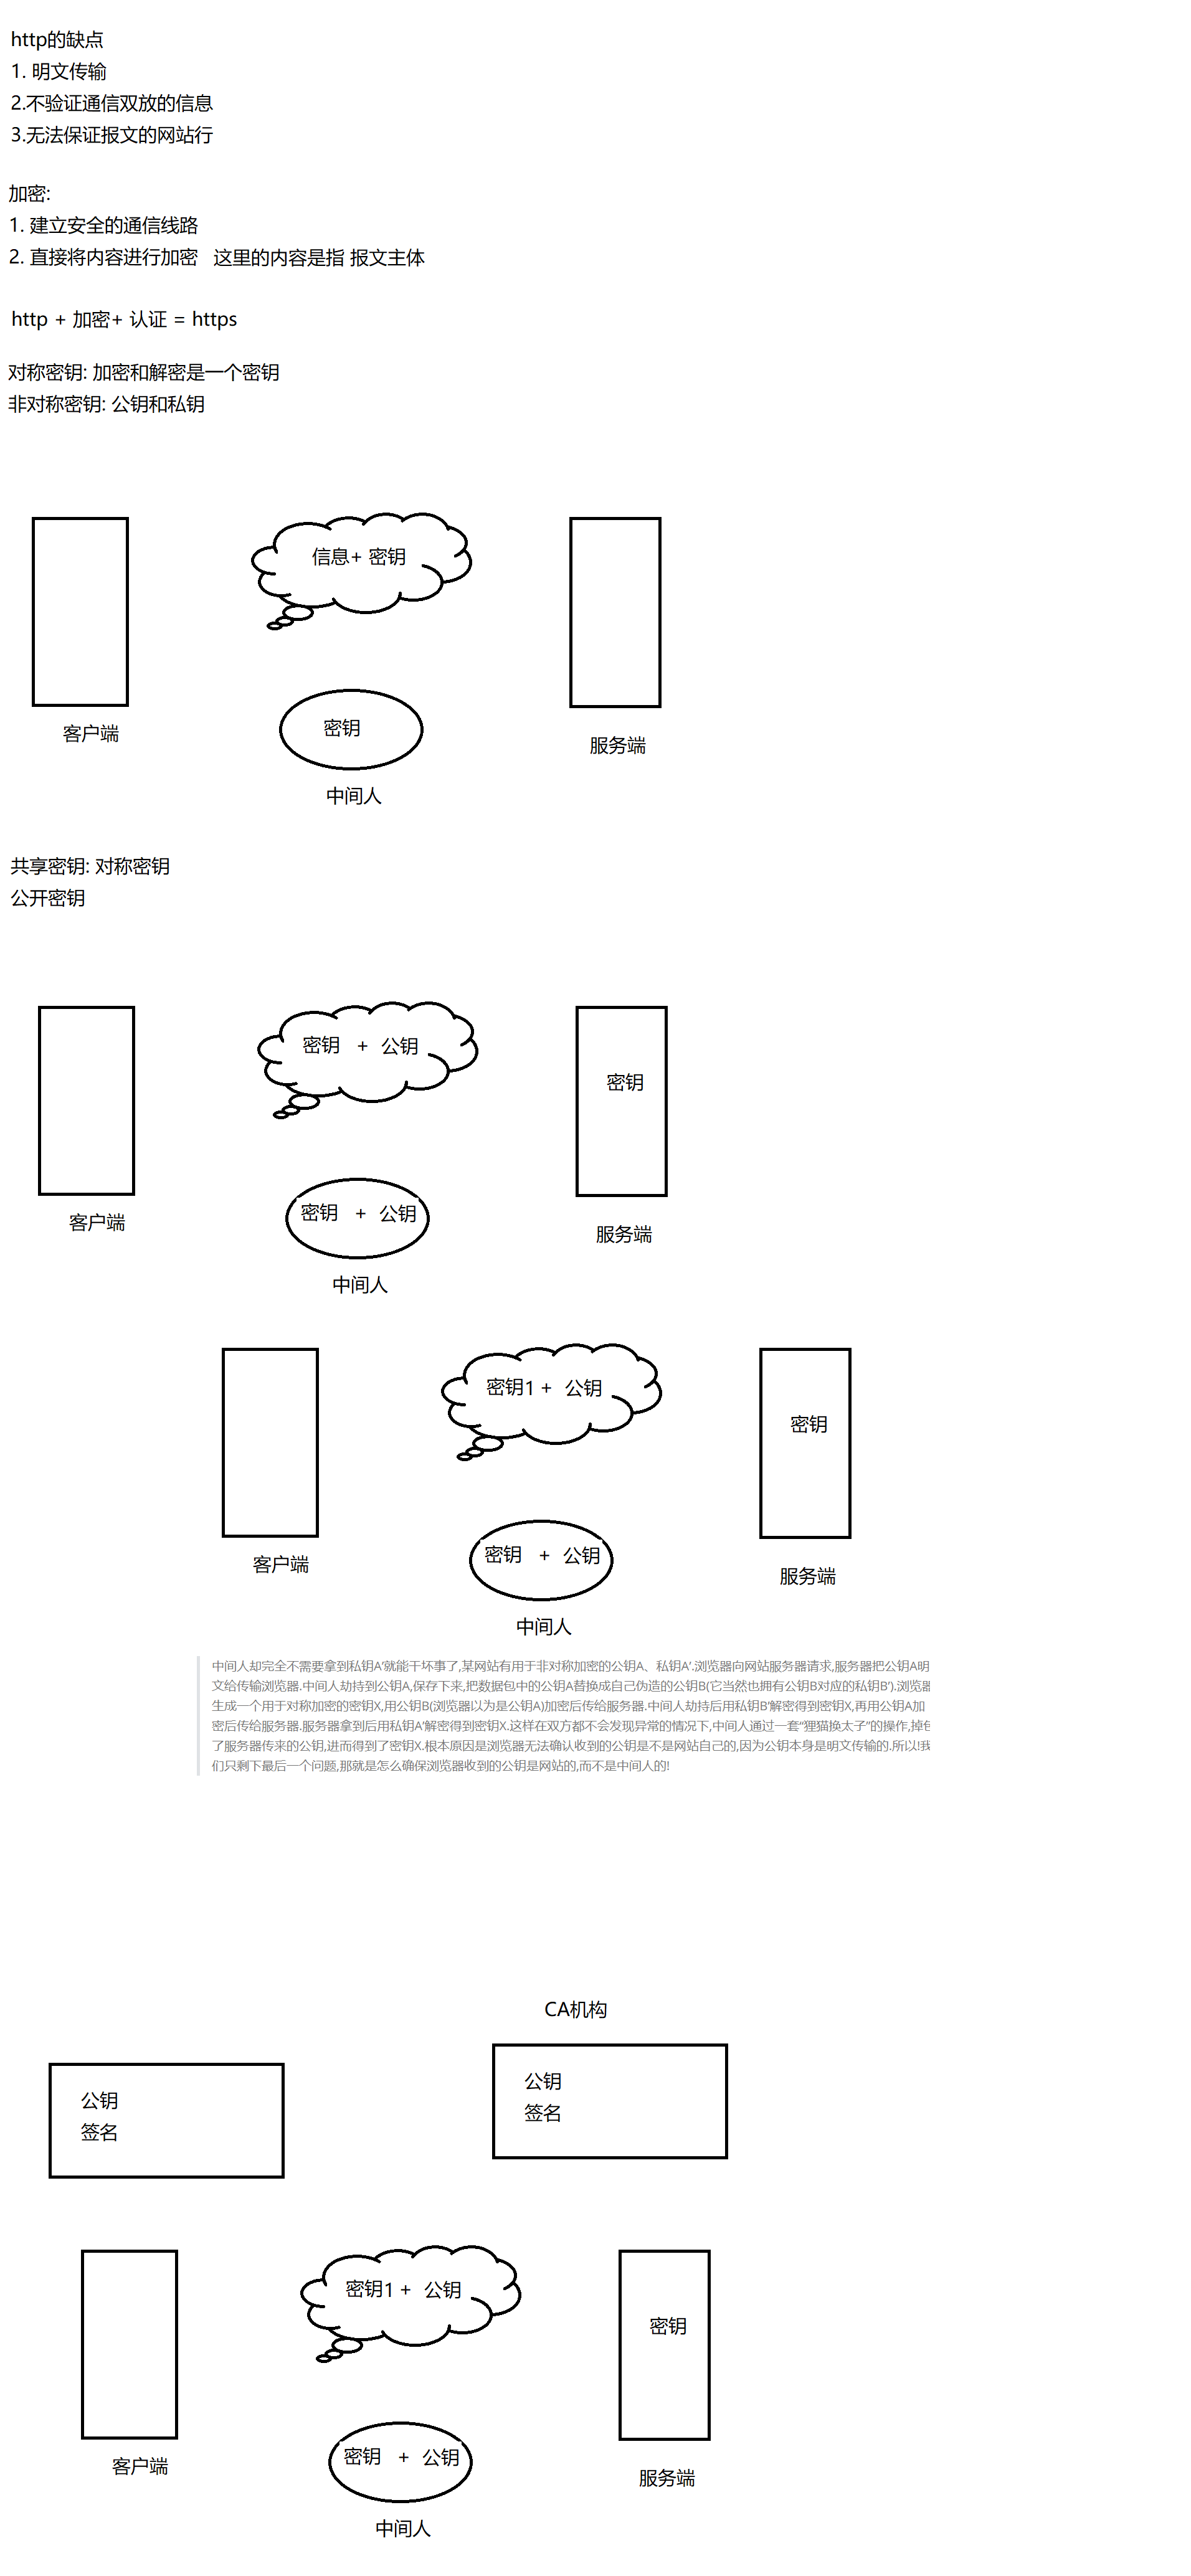 http的缺点
1. 明文传输
2.不验证通信双放的信息
3.无法保证报文的网站行
加密:
1. 建立安全的通信线路
2. 直接将内容进行加密 这里的内容是指 报文主体
http + 加密+ 认证 = https
对称密钥: 加密和解密是一个密钥
非对称密钥: 公钥和私钥
信息+ 密钥
密钥
客户端
服务端
中间人
共享密钥: 对称密钥
公开密钥
密钥 + 公钥
密钥
密钥 + 公钥
客户端
服务端
中间人
密钥1 + 公钥
密钥
密钥 + 公钥
客户端
服务端
中间人
中间人却完全不需要拿到私钥A’就能干坏事了,某网站有用于非对称加密的公钥A、私钥A’.浏览器向网站服务器请求,服务器把公钥A明
文给传输浏览器.中间人劫持到公钥A,保存下来,把数据包中的公钥A替换成自己伪造的公钥B(它当然也拥有公钥B对应的私钥B’).浏览器
生成一个用于对称加密的密钥X,用公钥B(浏览器以为是公钥A)加密后传给服务器.中间人劫持后用私钥B’解密得到密钥X,再用公钥A加
密后传给服务器.服务器拿到后用私钥A’解密得到密钥X.这样在双方都不会发现异常的情况下,中间人通过一套“狸猫换太子”的操作,掉包
了服务器传来的公钥,进而得到了密钥X.根本原因是浏览器无法确认收到的公钥是不是网站自己的,因为公钥本身是明文传输的.所以!我
们只剩下最后一个问题,那就是怎么确保浏览器收到的公钥是网站的,而不是中间人的!
CA机构
公钥
签名
公钥
签名
密钥1 + 公钥
密钥
密钥 + 公钥
客户端
服务端
中间人